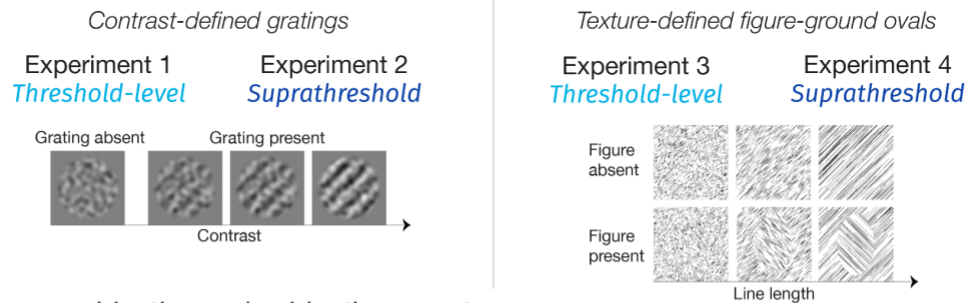 Contrast-defined gratings
Experiment 1
Threshold-level
Experiment 2
Suprathreshold
Grating absent
Grating present
Contrast
Texture-defined figure-ground ovals
Experiment 3
Threshold-level
Experiment 4
Suprathreshold
Figure
absent
Figure
present
Line length